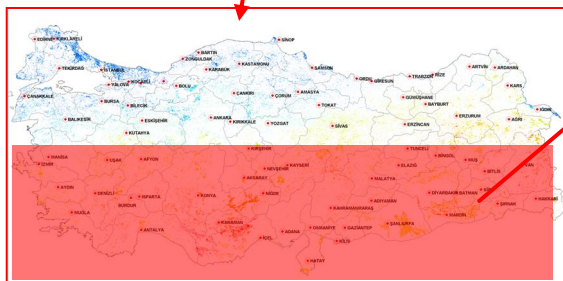 EDİRNE KIRKLARELİ
SİNOP
BARTIN
ZONGULDAK
KASTAMONU
TEKİRDAĞ
İSTANBUL
KARABÜK
SAMSUN
ARTVİN
ARDAHAN
KOCAELİ
BOLU
ORDU
GİRESUN
TRABZON
RİZE
YALOVA
ÇANKIRI
ÇORUM
AMASYA
KARS
ÇANAKKALE
BURSA
BİLECİK
GÜMÜŞHANE
BAYBURT
TOKAT
IĞDIR
BALIKESİR
ESKİŞEHİR
ANKARA
KIRIKKALE
YOZGAT
SİVAS
ERZİNCAN
ERZURUM
AĞRI
KÜTAHYA
KIRŞEHİR
TUNCELİ
BİNGÖL
MUŞ
VAN
MANİSA
İZMİR
UŞAK
AFYON
KAYSERİ
NEVŞEHİR
ELAZIĞ
BİTLİS
AKSARAY
MALATYA
AYDIN
DENİZLİ
ISPARTA
BURDUR
KONYA
NİĞDE
ADIYAMAN
DİYARBAKIR
BATMAN
ŞIRNAK
HAKKARİ
MUĞLA
KAHRAMANMARAŞ
MARDİN
ANTALYA
KARAMAN
İÇEL
ADANA
OSMANİYE
GAZİANTEP
ŞANLIURFA
KİLİS
HATAY